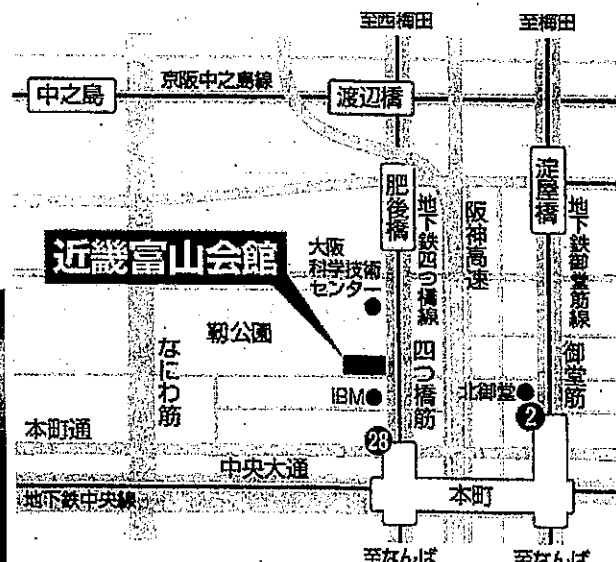 至西梅田
至梅田
京阪中之島線
中之島
渡辺橋
肥後橋
淀屋橋
地下鉄四つ橋線
阪神高速
地下鉄御堂筋線
近畿富山会館
大阪
科学技術
センター
靭公園
なにわ筋
四つ橋筋
御堂筋
IBM
北御堂
2
28
本町通
中央大通
地下鉄中央線
本町
至なんば
至なんば